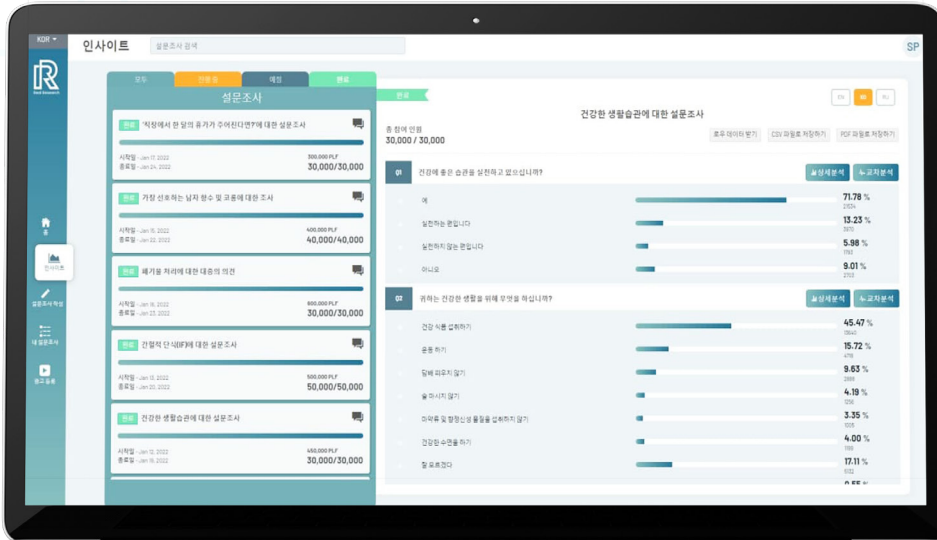 KOR
인사이트
설문조사 검색
SP
Real Research
홈
인사이트
설문조사 작성
내 설문조사
광고 등록
모두
진행 중
예정
완료
설문조사
완료 '직장에서 한 달의 휴가가 주어진다면?'에 대한 설문조사
시작일 - Jan 17, 2022
종료일 - Jan 24, 2022
300,000 PLF
30,000/30,000
완료 가장 선호하는 남자 향수 및 코롱에 대한 조사
시작일 - Jan 15, 2022
종료일 - Jan 22, 2022
400,000 PLF
40,000/40,000
완료 폐기물 처리에 대한 대중의 의견
시작일 - Jan 16, 2022
종료일 - Jan 23, 2022
600,000 PLF
30,000/30,000
완료 간헐적 단식(IF)에 대한 설문조사
시작일 - Jan 13, 2022
종료일 - Jan 20, 2022
500,000 PLF
50,000/50,000
완료 건강한 생활습관에 대한 설문조사
시작일 - Jan 12, 2022
종료일 - Jan 19, 2022
450,000 PLF
30,000/30,000
완료
EN KO RU
건강한 생활습관에 대한 설문조사
총 참여 인원
30,000 / 30,000
로우 데이터 받기 CSV 파일로 저장하기 PDF 파일로 저장하기
Q1 건강에 좋은 습관을 실천하고 있으십니까?
상세분석 교차분석
예 71.78 %
21534
실천하는 편입니다 13.23 %
3970
실천하지 않는 편입니다 5.98 %
1793
아니요 9.01 %
2703
Q2 귀하는 건강한 생활을 위해 무엇을 하십니까?
상세분석 교차분석
건강 식품 섭취하기 45.47 %
13640
운동 하기 15.72 %
4716
담배 피우지 않기 9.63 %
술 마시지 않기 4.19 %
마약류 및 향정신성 물질을 섭취하지 않기 3.35 %
1005
건강한 수면을 하기 4.00 %
잘 모르겠다 17.11 %